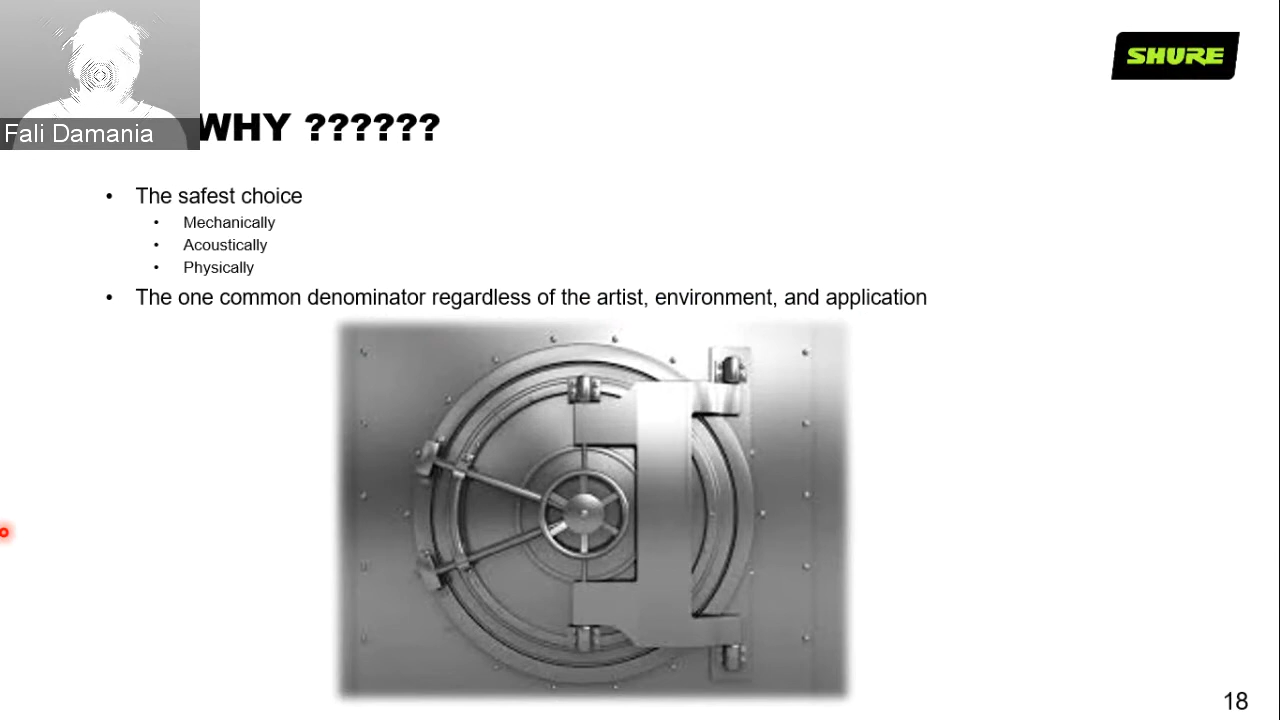 SHURE
Fali Damania
WHY ??????
• The safest choice
• Mechanically
• Acoustically
• Physically
• The one common denominator regardless of the artist, environment, and application
18